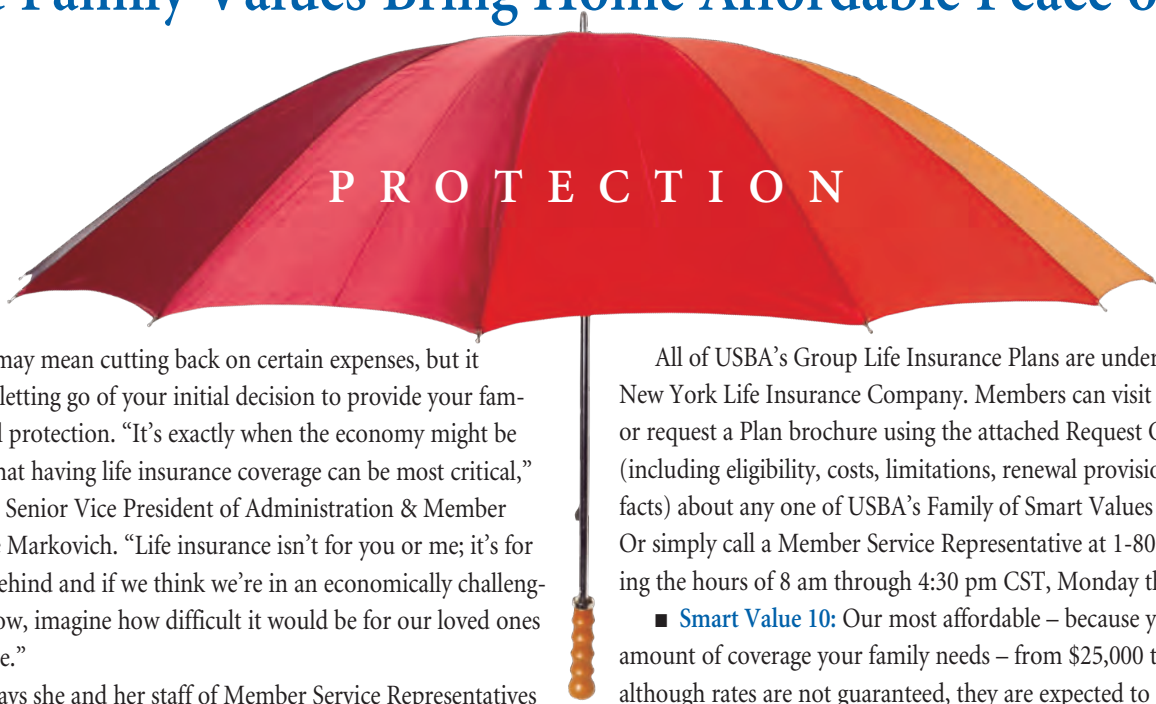 Family Values Bring Home Affordable Peace o
PROTECTION
may mean cutting back on certain expenses, but it
letting go of your initial decision to provide your fam-
protection. “It’s exactly when the economy might be
hat having life insurance coverage can be most critical,”
Senior Vice President of Administration & Member
Markovich. “Life insurance isn’t for you or me; it’s for
ehind and if we think we’re in an economically challeng-
ow, imagine how difficult it would be for our loved ones
e.”
ays she and her staff of Member Service Representatives
All of USBA’s Group Life Insurance Plans are under
New York Life Insurance Company. Members can visit
or request a Plan brochure using the attached Request C
(including eligibility, costs, limitations, renewal provisio
facts) about any one of USBA’s Family of Smart Values
Or simply call a Member Service Representative at 1-80
ing the hours of 8 am through 4:30 pm CST, Monday th
■ Smart Value 10: Our most affordable – because y
amount of coverage your family needs – from $25,000 t
although rates are not guaranteed, they are expected to